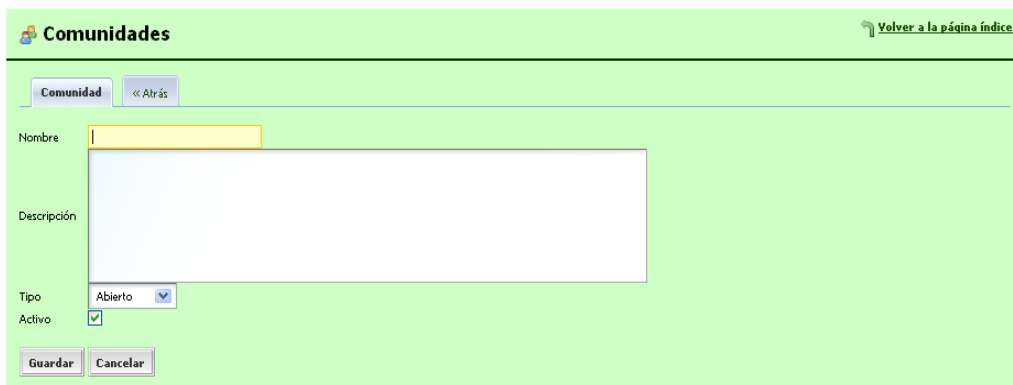 Comunidades
Volver a la página índice
Comunidad
« Atrás
Nombre
Descripción
Tipo
Abierto
Activo
Guardar
Cancelar